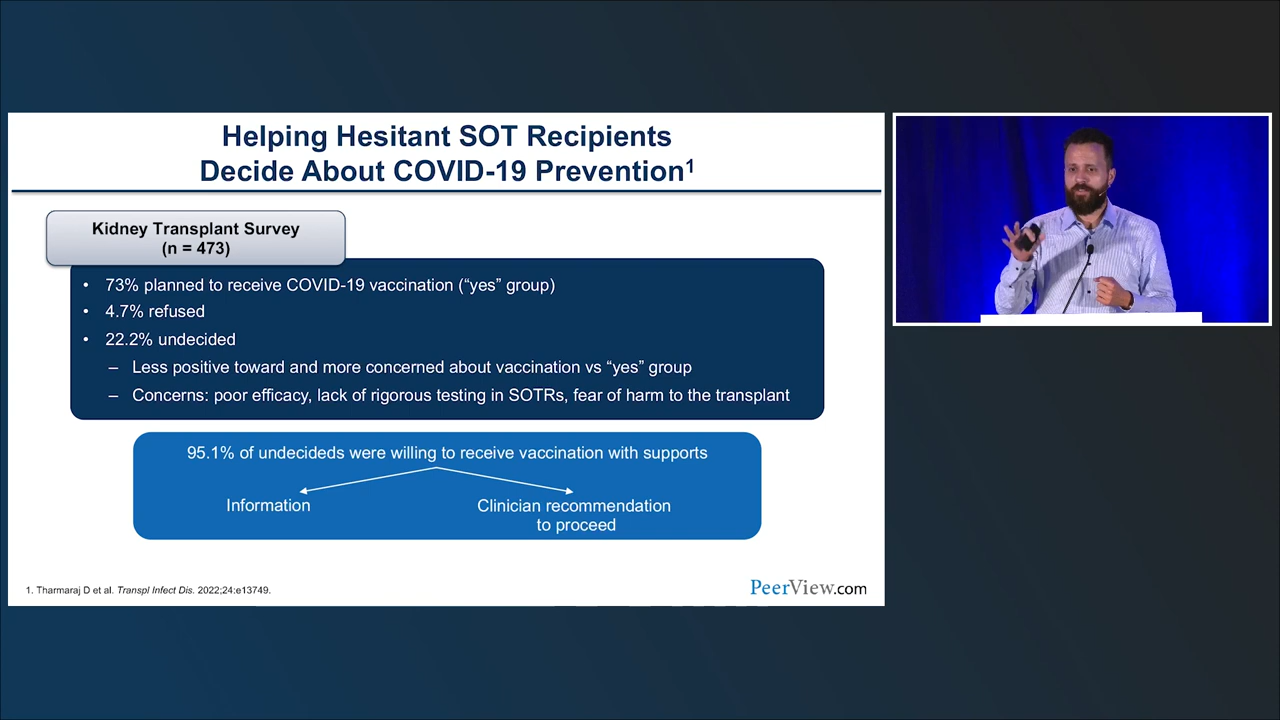 Helping Hesitant SOT Recipients
Decide About COVID-19 Prevention1
Kidney Transplant Survey
(n = 473)
• 73% planned to receive COVID-19 vaccination (“yes” group)
• 4.7% refused
• 22.2% undecided
– Less positive toward and more concerned about vaccination vs “yes” group
– Concerns: poor efficacy, lack of rigorous testing in SOTRs, fear of harm to the transplant
95.1% of undecideds were willing to receive vaccination with supports
Information
Clinician recommendation
to proceed
1. Tharmaraj D et al. Transpl Infect Dis. 2022;24:e13749.
PeerView.com